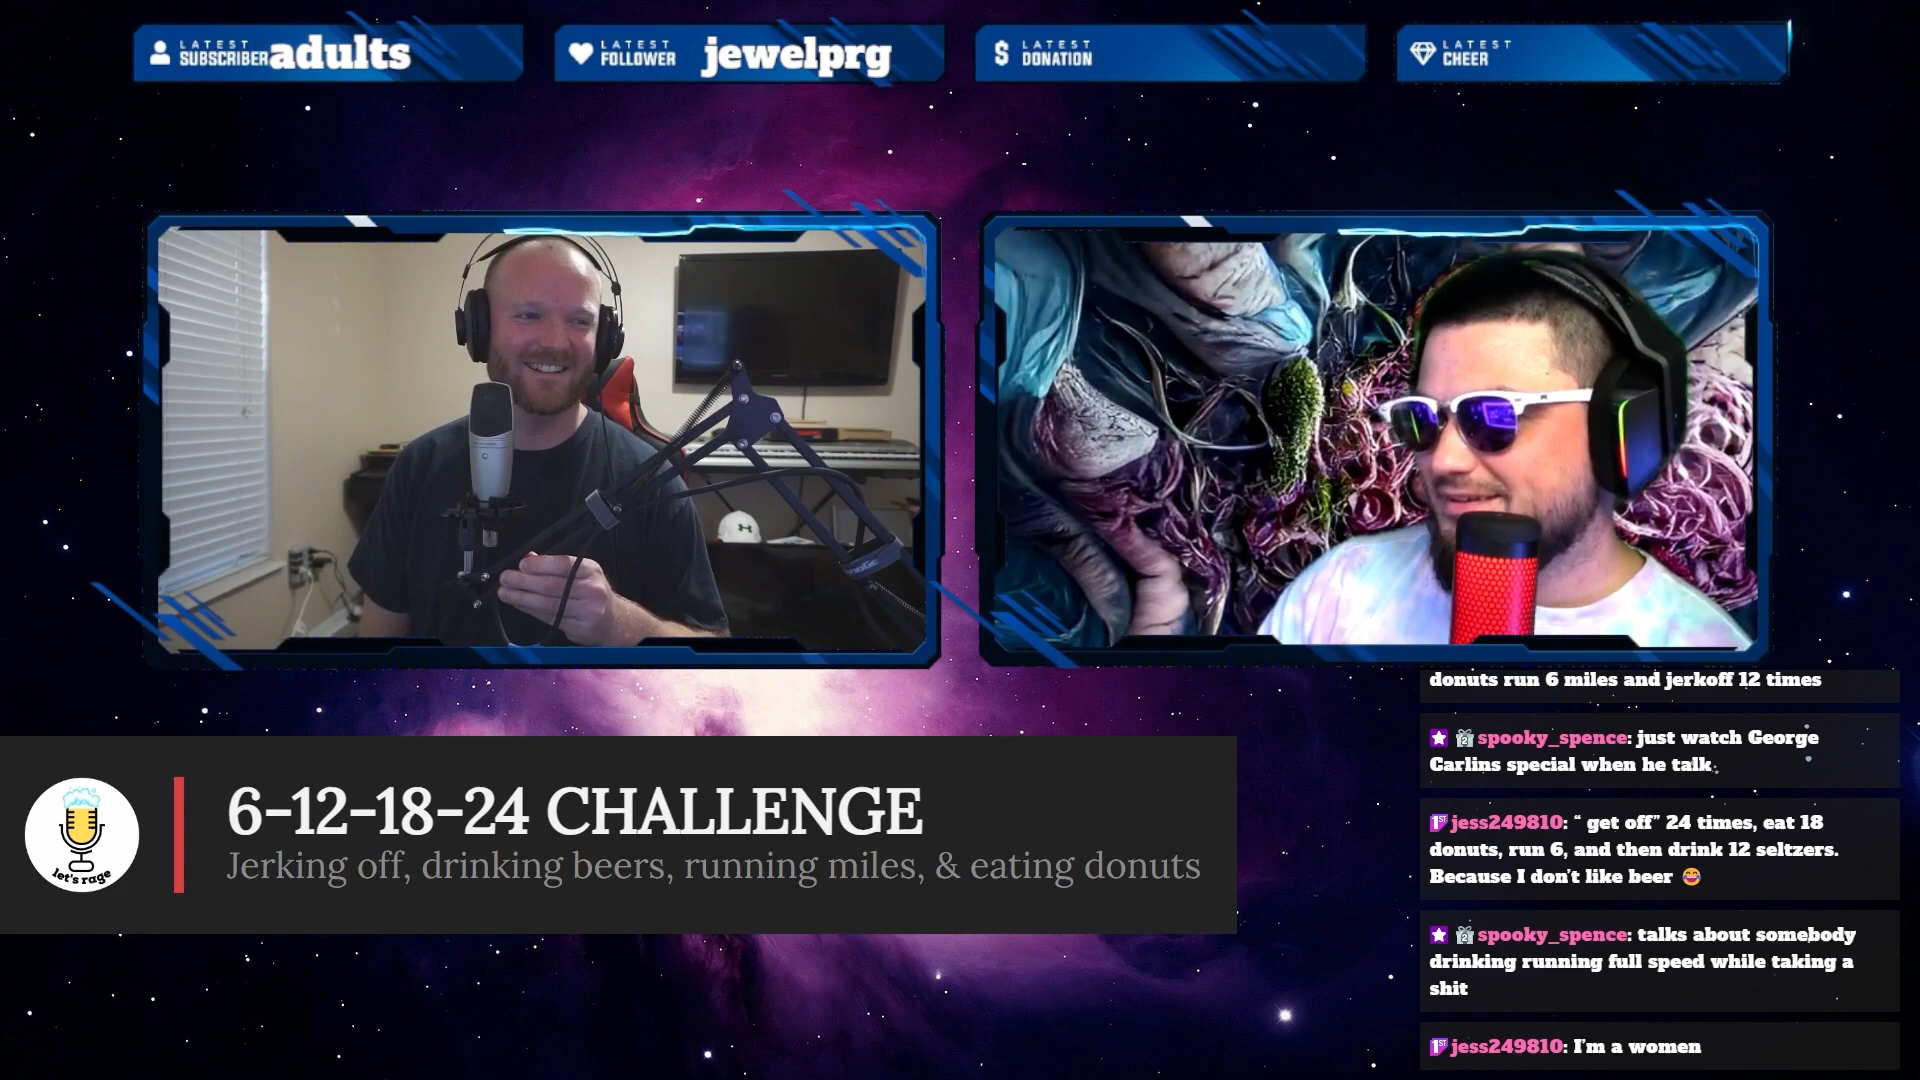 LATEST
SUBSCRIBER adults
LATEST
FOLLOWER jewelprg
LATEST
DONATION
LATEST
CHEER
donuts run 6 miles and jerkoff 12 times
spooky_spence: just watch George
Carlins special when he talk
jess249810: “ get off” 24 times, eat 18
donuts, run 6, and then drink 12 seltzers.
Because I don't like beer 😂
spooky_spence: talks about somebody
drinking running full speed while taking a
shit
jess249810: I'm a women
let's rage
6-12-18-24 CHALLENGE
Jerking off, drinking beers, running miles, & eating donuts